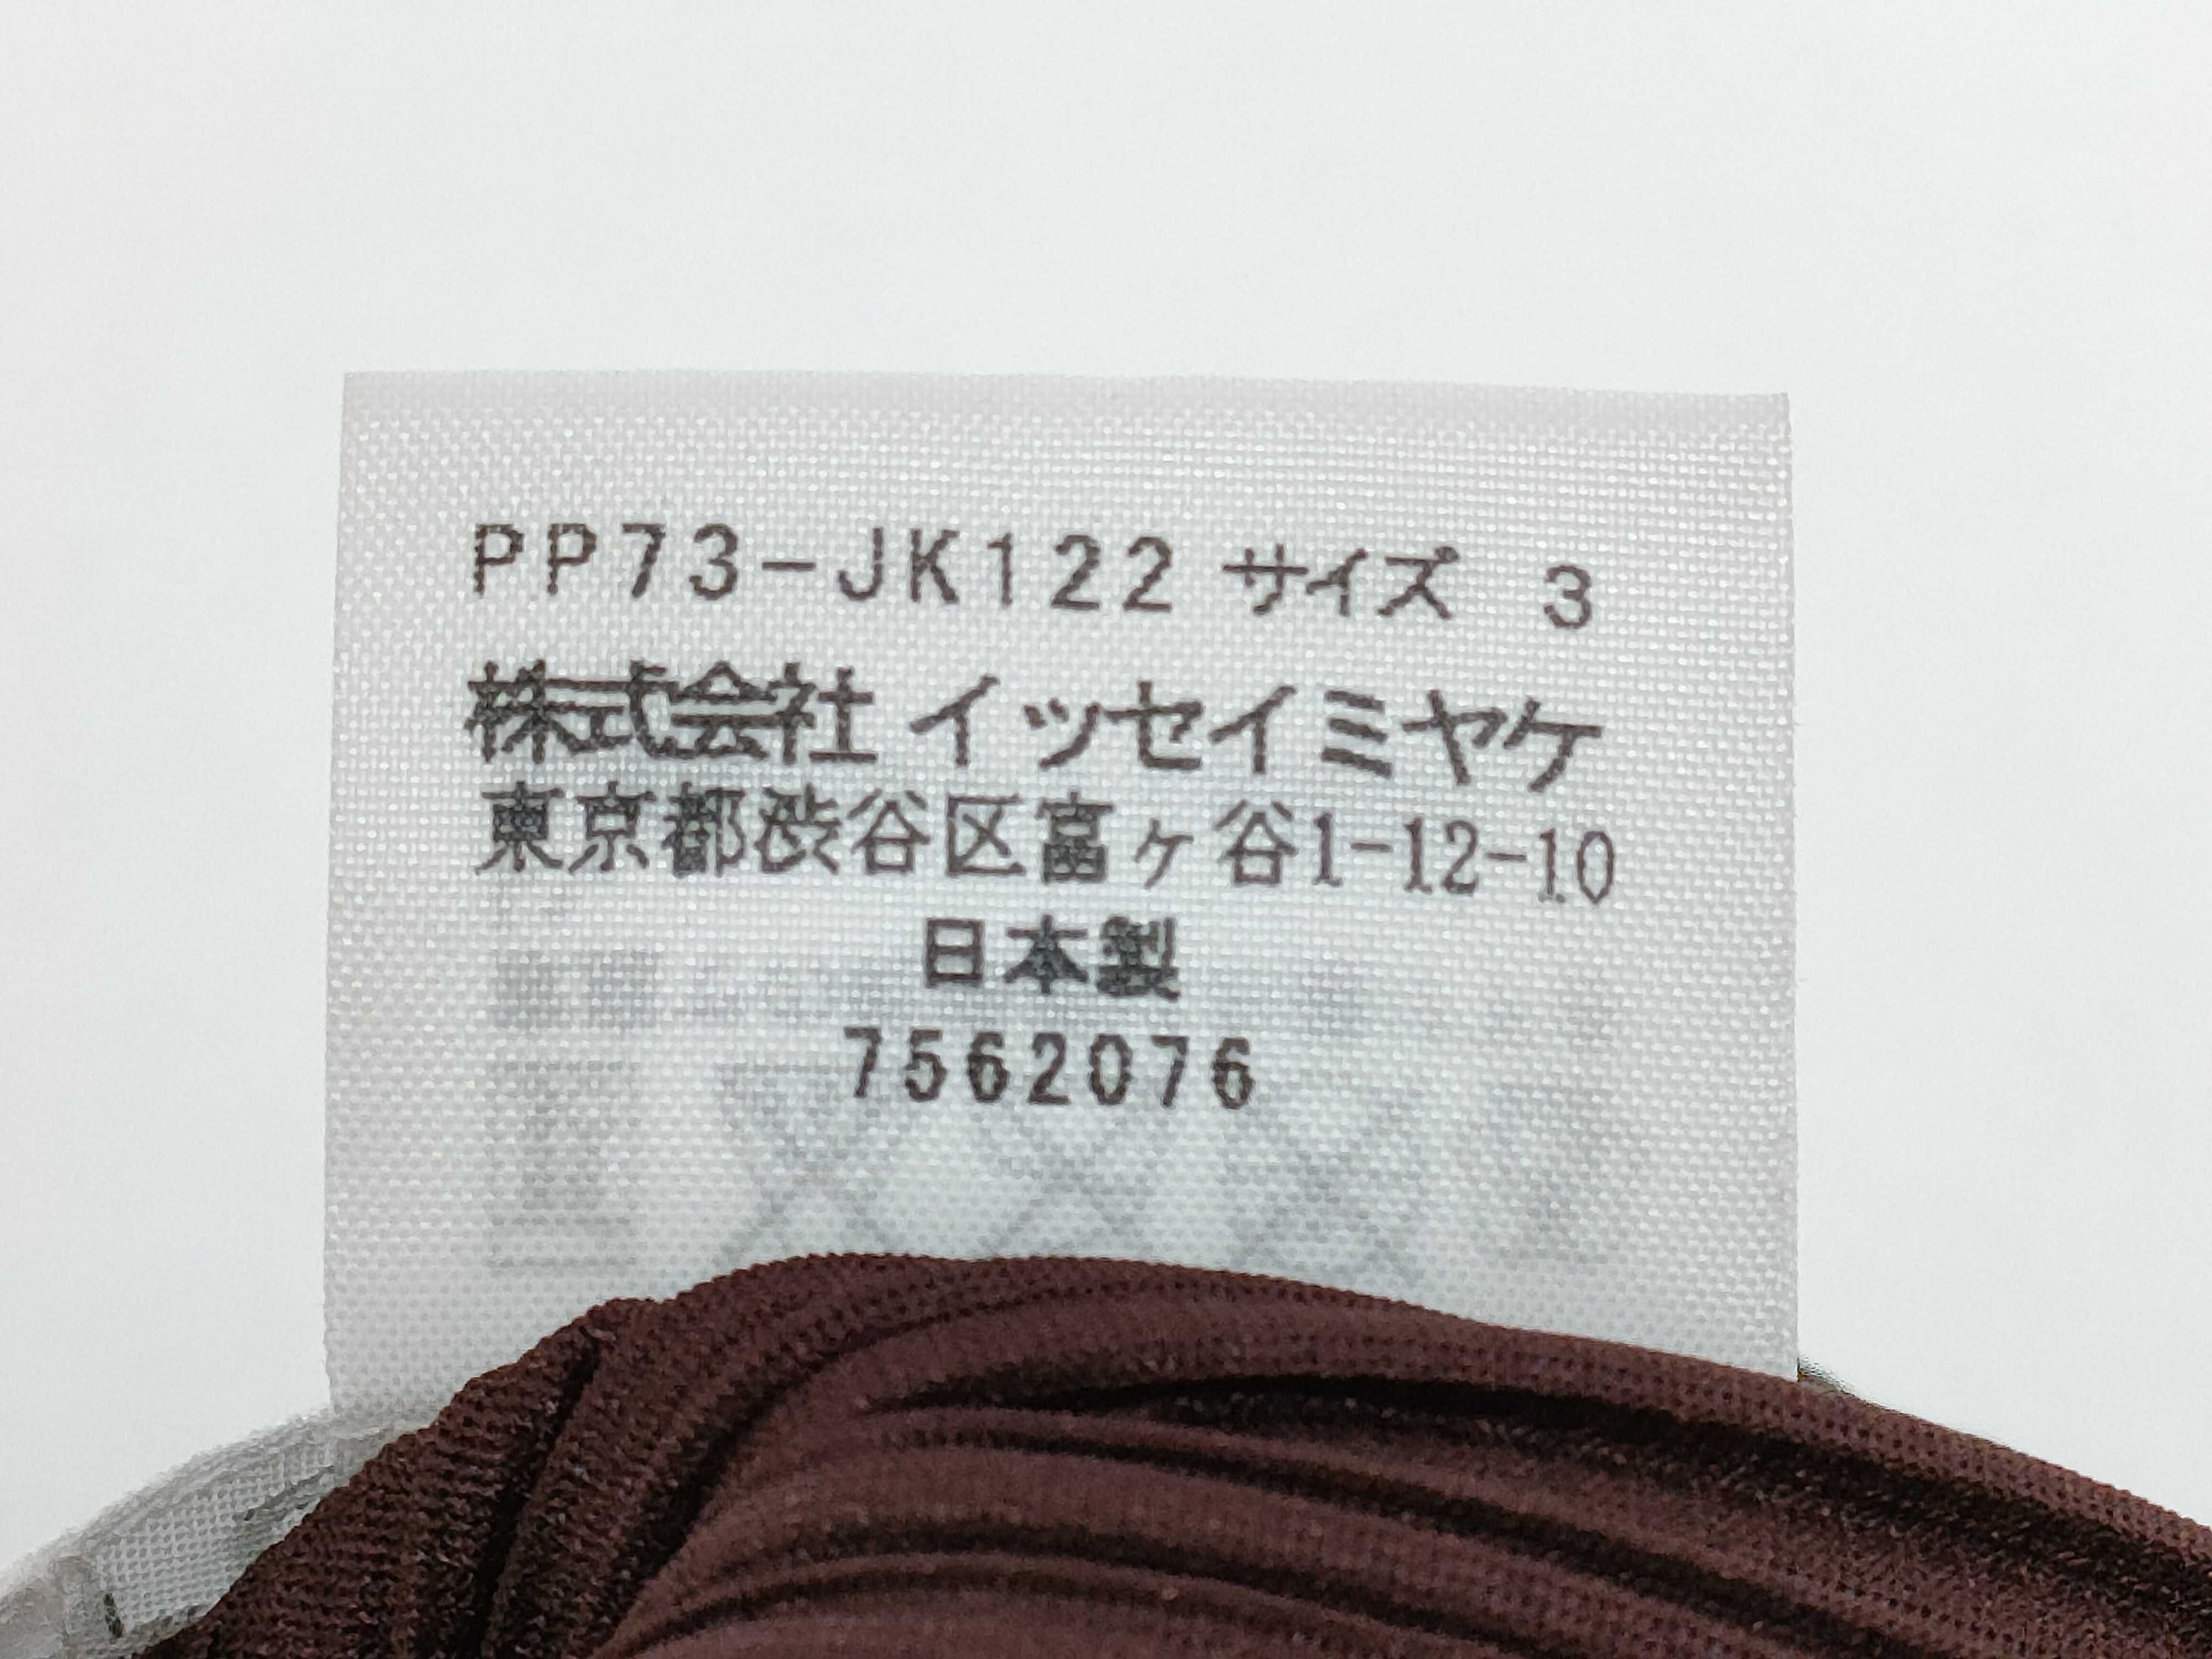 PP73-JK122 サイズ 3
株式会社 イッセイミヤケ
東京都渋谷区富ヶ谷1-12-10
日本製
7562076